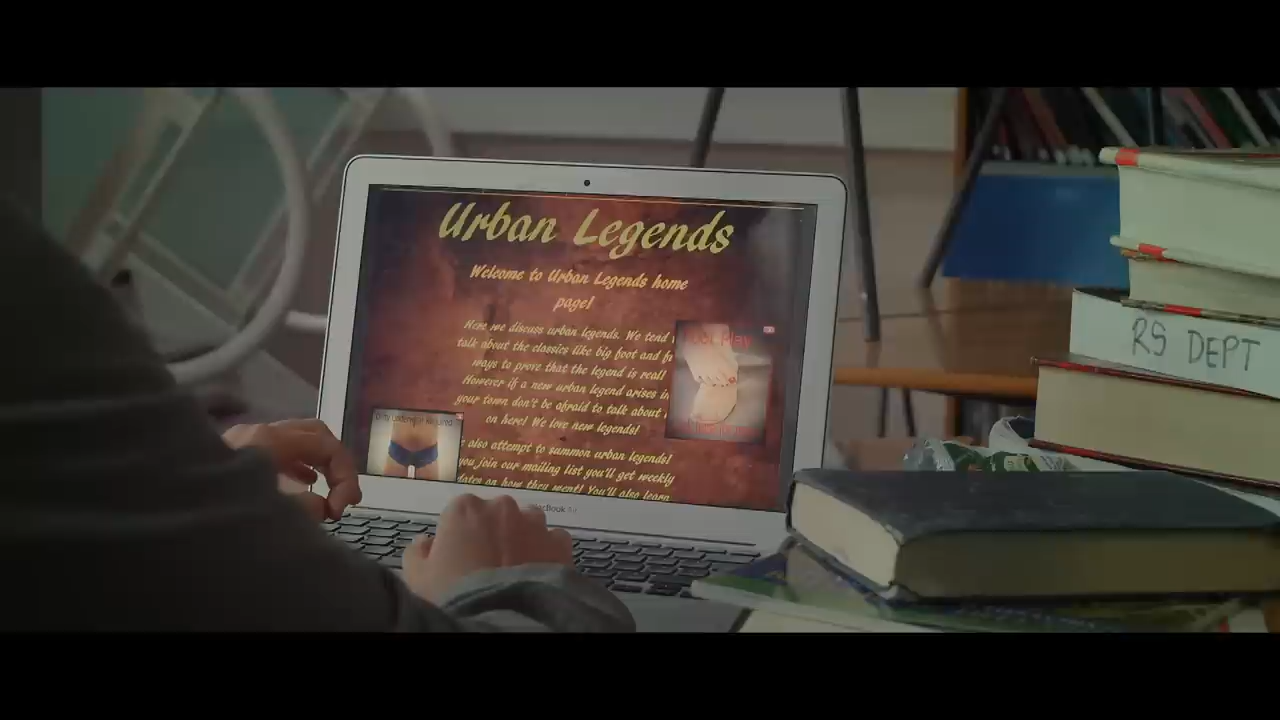 Urban Legends
Welcome to Urban Legends home
page!
Here we discuss urban legends. We tend
talk about the classics like big foot and
ways to prove that the legend is real!
However if a new urban legend arises in
your town don't be afraid to talk about
on here! We love new legends!
also attempt to summon urban legends!
you join our mailing list you'll get weekly
on how they went! You'll also learn
Play
MacBook Air
RS DEPT